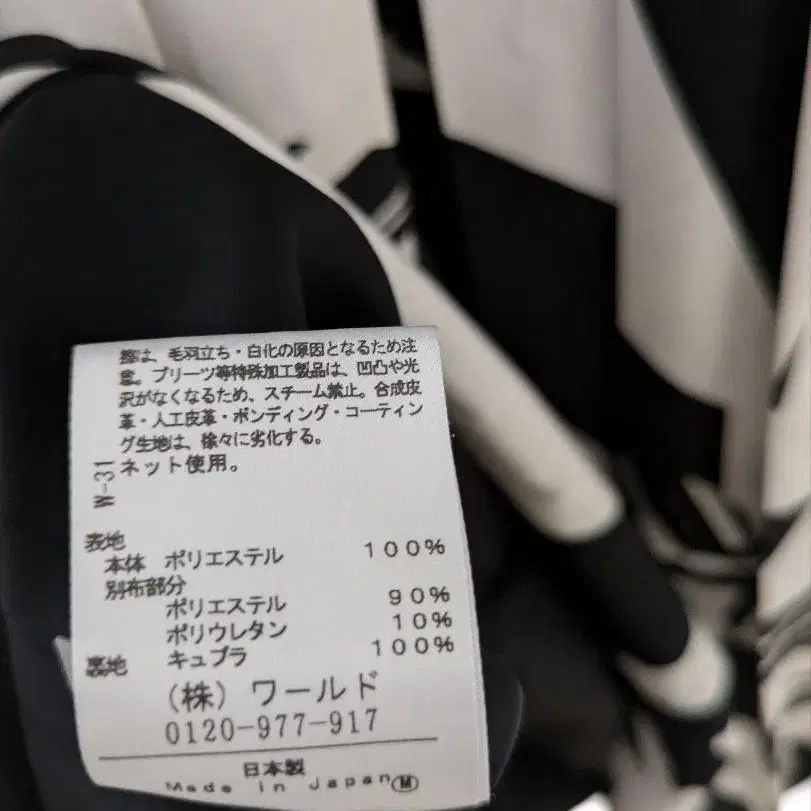 擦は、毛羽立ち・白化の原因となるため注
意。プリーツ等特殊加工製品は、凹凸や光
沢がなくなるため、スチーム禁止。合成皮
革・人工皮革・ボンディング・コーティン
グ生地は、徐々に劣化する。
ネット使用。
W-31
表地
本体 ポリエステル 100%
別布部分
ポリエステル 90%
ポリウレタン 10%
裏地 キュプラ 100%
(株)ワールド
0120-977-917
日本製
Made in Japan Ⓜ